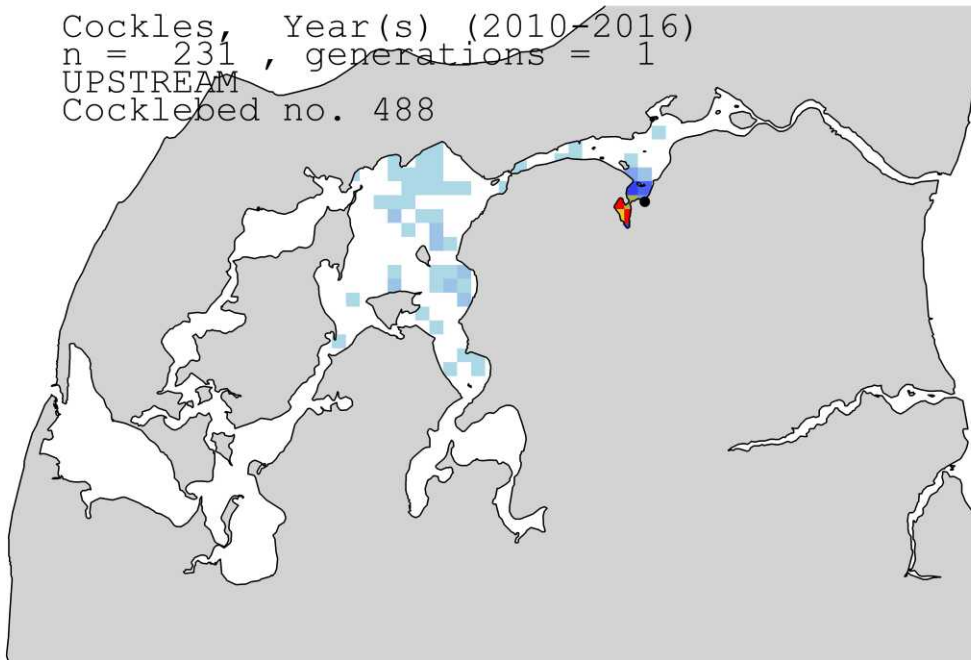 Cockles, Year(s) (2010-2016)
n = 231 , generations = 1
UPSTREAM
Cocklebed no. 488